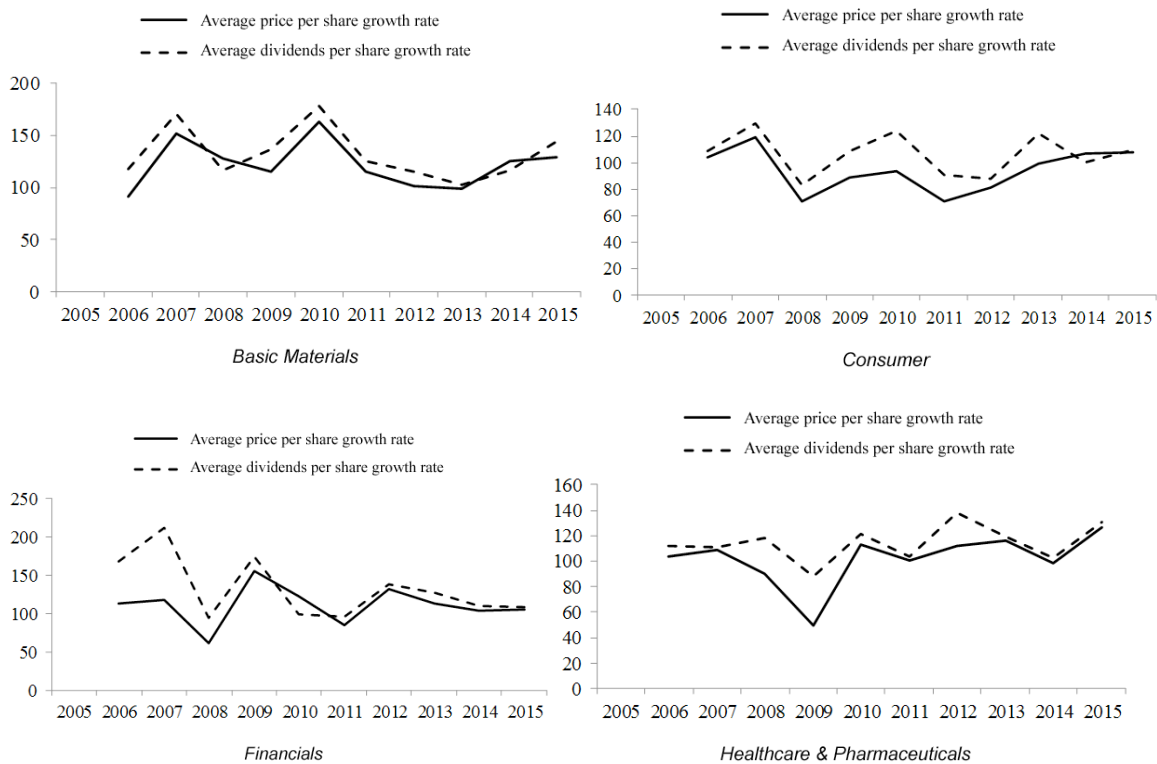 Average price per share growth rate
Average dividends per share growth rate
200
150
100
50
0
2005 2006 2007 2008 2009 2010 2011 2012 2013 2014 2015
Basic Materials
Average price per share growth rate
Average dividends per share growth rate
140
120
100
80
60
40
20
0
2005 2006 2007 2008 2009 2010 2011 2012 2013 2014 2015
Consumer
Average price per share growth rate
Average dividends per share growth rate
250
200
150
100
50
0
2005 2006 2007 2008 2009 2010 2011 2012 2013 2014 2015
Financials
Average price per share growth rate
Average dividends per share growth rate
160
140
120
100
80
60
40
20
0
2005 2006 2007 2008 2009 2010 2011 2012 2013 2014 2015
Healthcare & Pharmaceuticals